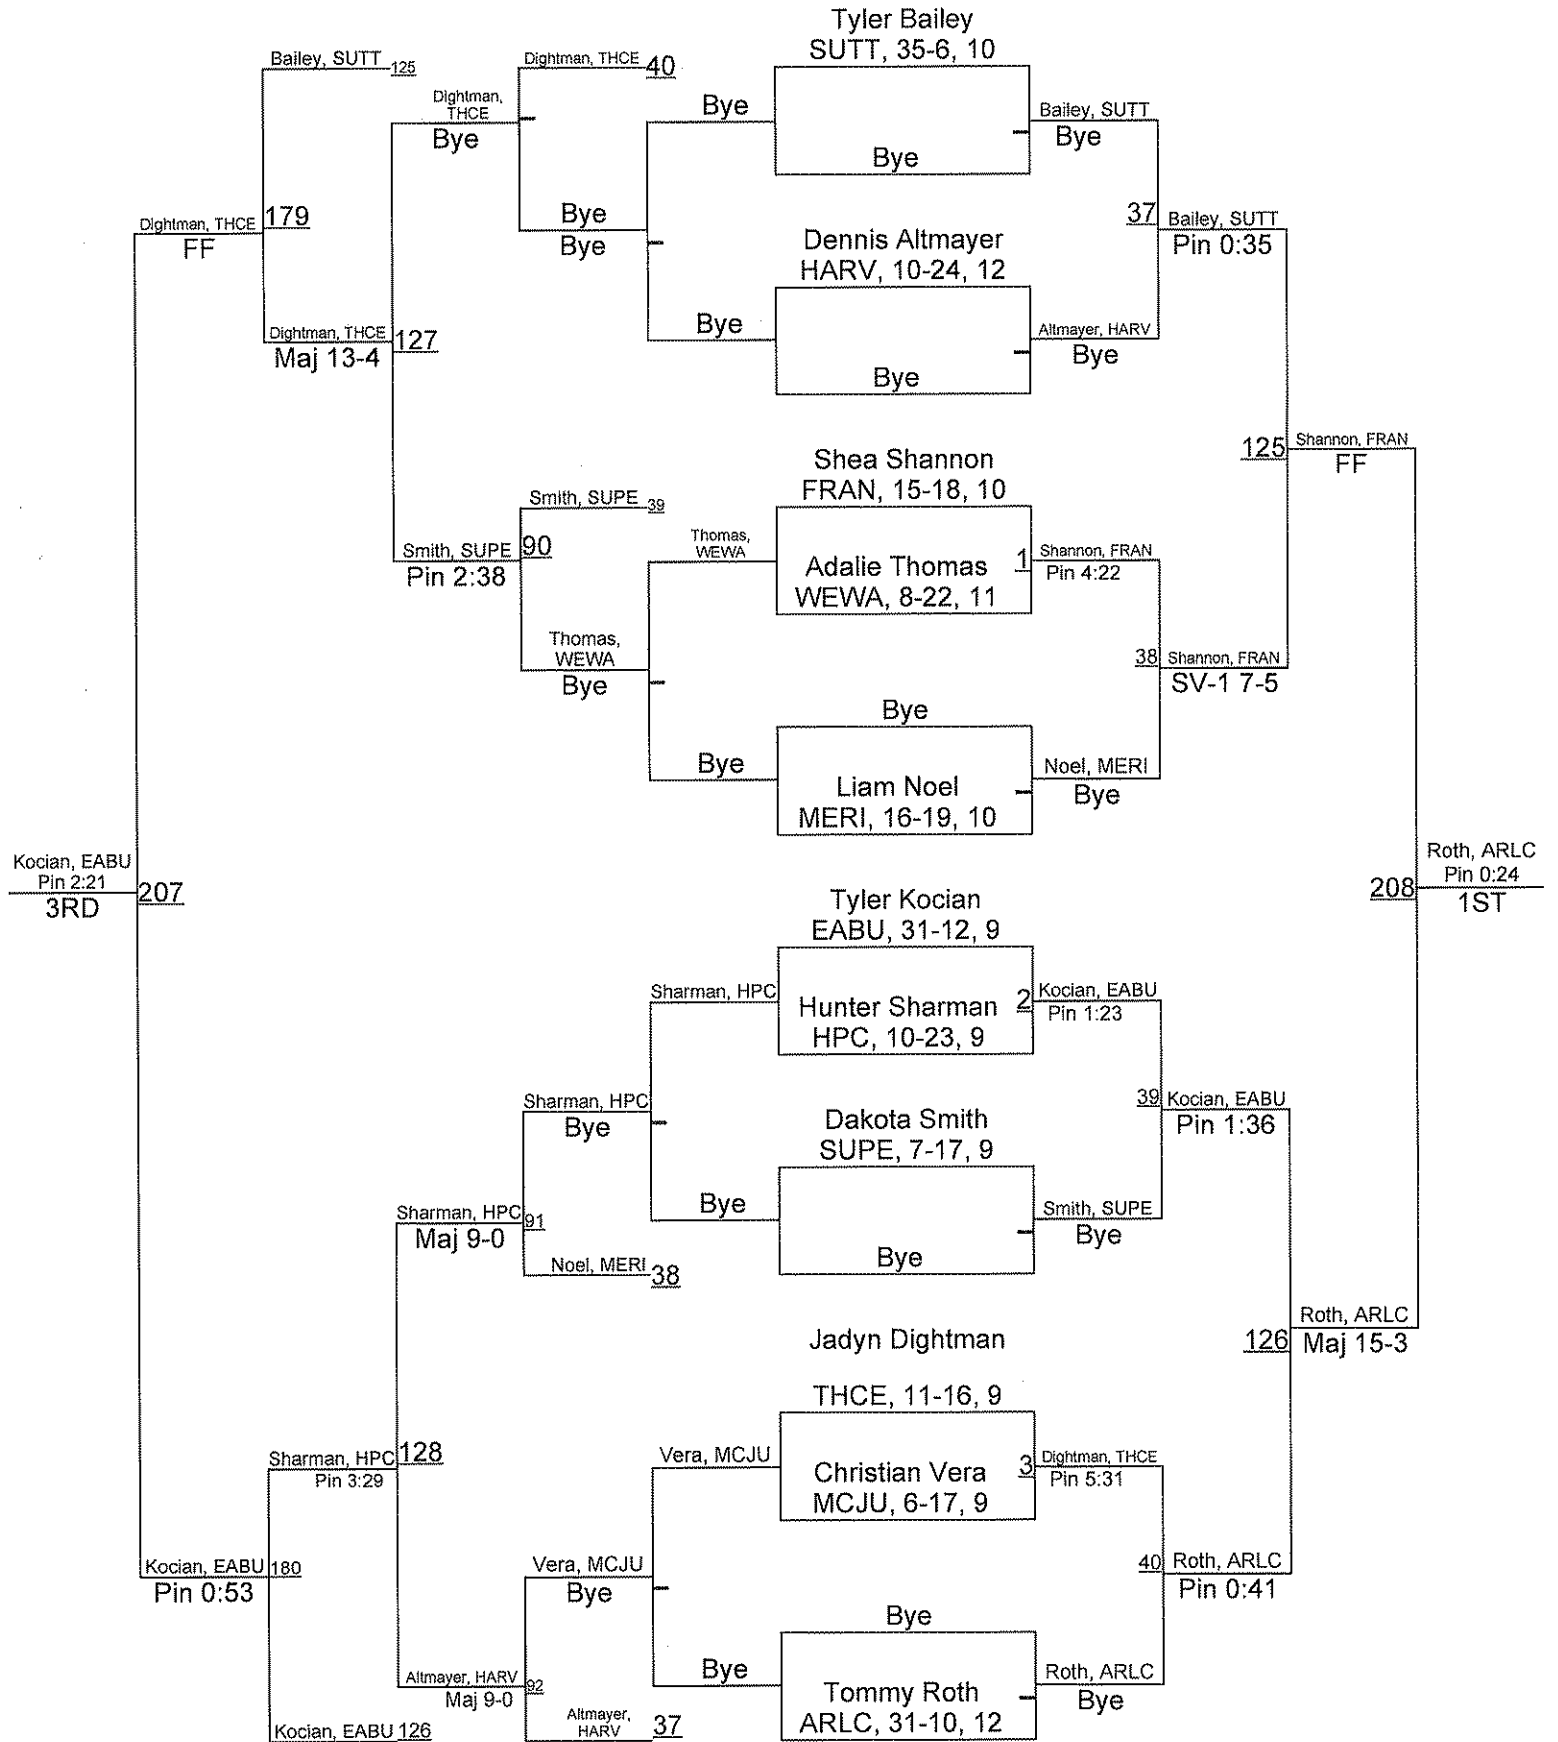 Tyler Bailey
SUTT, 35-6, 10
Bye
Dennis Altmayer
HARV, 10-24, 12
Bye
Shea Shannon
FRAN, 15-18, 10
Adalie Thomas
WEWA, 8-22, 11
1
Bye
Liam Noel
MERI, 16-19, 10
Tyler Kocian
EABU, 31-12, 9
Hunter Sharman
HPC, 10-23, 9
2
Dakota Smith
SUPE, 7-17, 9
Bye
Jadyn Dightman
THCE, 11-16, 9
Christian Vera
MCJU, 6-17, 9
3
Bye
Tommy Roth
ARLC, 31-10, 12
Bailey, SUTT
Bye
Altmayer, HARV
Bye
Shannon, FRAN
Pin 4:22
Noel, MERI
Bye
Kocian, EABU
Pin 1:23
Smith, SUPE
Bye
Dightman, THCE
Pin 5:31
Roth, ARLC
Bye
37
Bailey, SUTT
Pin 0:35
38
Shannon, FRAN
SV-1 7-5
39
Kocian, EABU
Pin 1:36
40
Roth, ARLC
Pin 0:41
125
Shannon, FRAN
FF
126
Roth, ARLC
Maj 15-3
208
Roth, ARLC
Pin 0:24
1ST
Bye
Bye
Thomas,
WEWA
Bye
Sharman, HPC
Bye
Vera, MCJU
Bye
Dightman, THCE
40
Bye
Bye
Smith, SUPE
39
Thomas,
WEWA
Bye
Sharman, HPC
Bye
Noel, MERI
38
Vera, MCJU
Bye
Altmayer,
HARV
37
Dightman,
THCE
Bye
Smith, SUPE
Pin 2:38
90
Sharman, HPC
Maj 9-0
91
Altmayer, HARV
Maj 9-0
92
Bailey, SUTT
125
Dightman, THCE
Maj 13-4
127
Sharman, HPC
Pin 3:29
128
Kocian, EABU
126
Dightman, THCE
FF
179
Kocian, EABU
Pin 0:53
180
Kocian, EABU
Pin 2:21
3RD
207